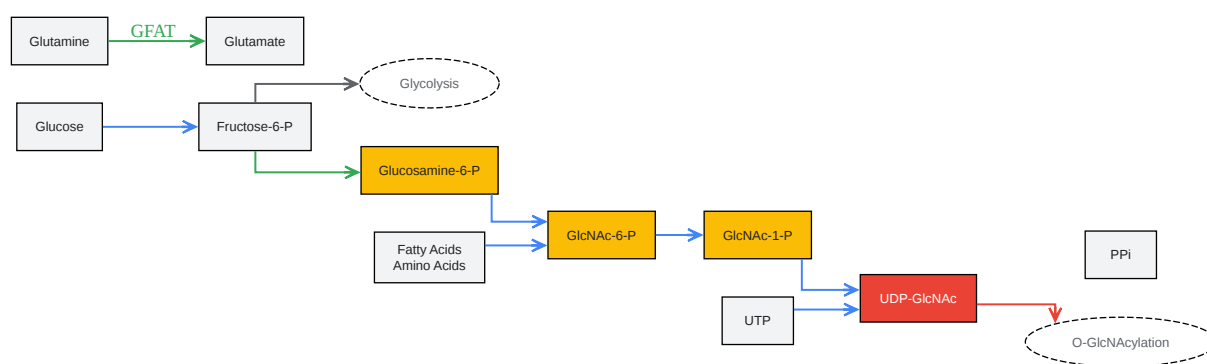 Glutamine
GFAT
Glutamate
Glycolysis
Glucose
Fructose-6-P
Glucosamine-6-P
Fatty Acids
Amino Acids
GlcNAc-6-P
GlcNAc-1-P
PPi
UTP
UDP-GlcNAc
O-GlcNAcylation